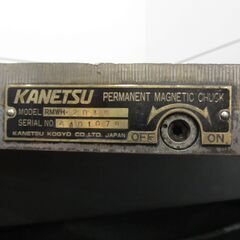 KANETSU PERMANENT MAGNETIC CHUCK
MODEL
SERIAL NO.
KANETSU KOGYO CO. LTD. JAPAN OFF ON